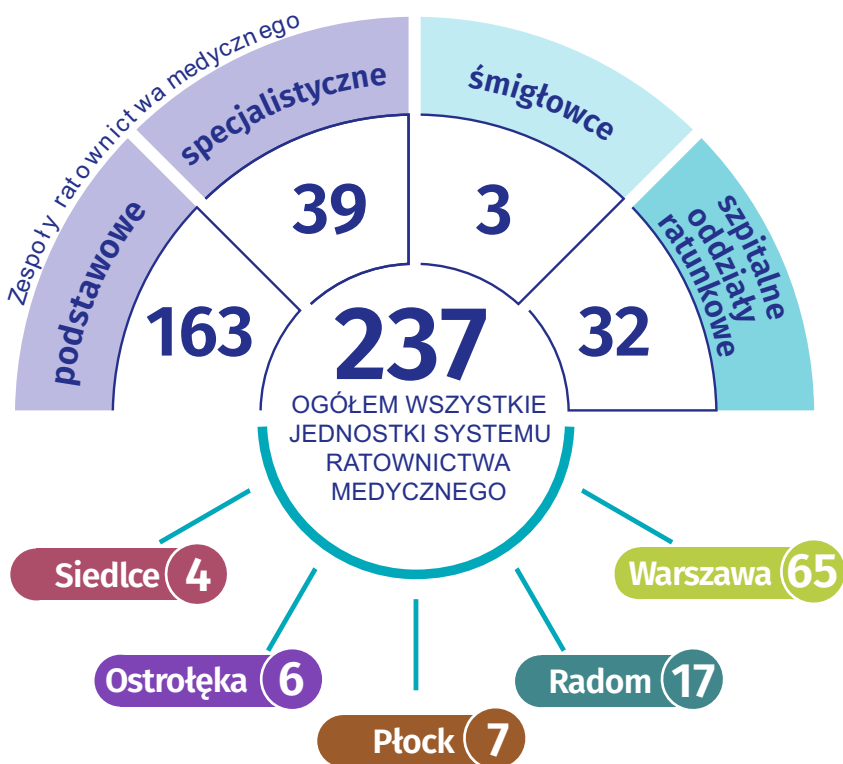 Zespoły ratownictwa medycznego
podstawowe
163
specjalistyczne
39
śmigłowce
3
szpitalne
oddziały
ratunkowe
32
237
OGÓŁEM WSZYSTKIE
JEDNOSTKI SYSTEMU
RATOWNICTWA
MEDYCZNEGO
Siedlce 4
Ostrołęka 6
Płock 7
Radom 17
Warszawa 65